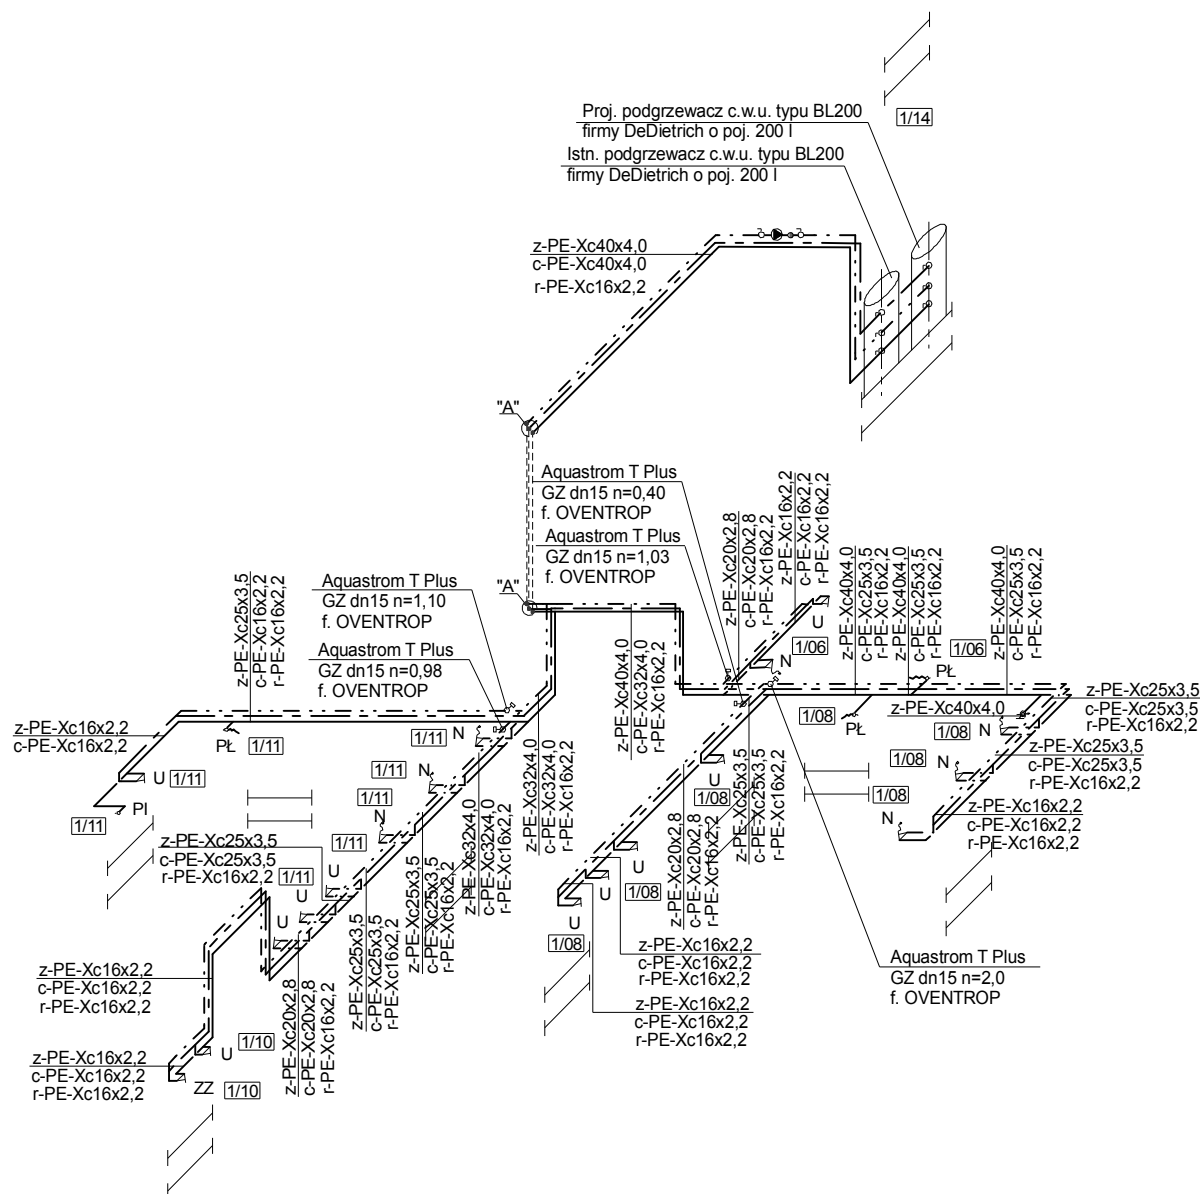 1/14
Proj. podgrzewacz c.w.u. typu BL200
firmy DeDietrich o poj. 200 l
Istn. podgrzewacz c.w.u. typu BL200
firmy DeDietrich o poj. 200 l
z-PE-Xc40x4,0
c-PE-Xc40x4,0
r-PE-Xc16x2,2
"A"
Aquastrom T Plus
GZ dn15 n=0,40
f. OVENTROP
Aquastrom T Plus
GZ dn15 n=1,03
f. OVENTROP
"A"
Aquastrom T Plus
GZ dn15 n=1,10
f. OVENTROP
Aquastrom T Plus
GZ dn15 n=0,98
f. OVENTROP
z-PE-Xc25x3,5
c-PE-Xc16x2,2
r-PE-Xc16x2,2
z-PE-Xc20x2,8
c-PE-Xc20x2,8
r-PE-Xc16x2,2
z-PE-Xc16x2,2
c-PE-Xc16x2,2
r-PE-Xc16x2,2
z-PE-Xc40x4,0
c-PE-Xc25x3,5
r-PE-Xc16x2,2
z-PE-Xc40x4,0
c-PE-Xc25x3,5
r-PE-Xc16x2,2
z-PE-Xc40x4,0
c-PE-Xc25x3,5
r-PE-Xc16x2,2
U
1/06
N
1/06
PŁ
z-PE-Xc25x3,5
c-PE-Xc25x3,5
r-PE-Xc16x2,2
z-PE-Xc40x4,0
1/08
PŁ
1/08
N
z-PE-Xc25x3,5
c-PE-Xc25x3,5
r-PE-Xc16x2,2
1/08
N
1/08
N
z-PE-Xc16x2,2
c-PE-Xc16x2,2
r-PE-Xc16x2,2
z-PE-Xc16x2,2
c-PE-Xc16x2,2
PŁ
1/11
U
1/11
PI
1/11
1/11
N
1/11
N
1/11
N
1/11
U
1/11
U
U
z-PE-Xc25x3,5
c-PE-Xc25x3,5
r-PE-Xc16x2,2
z-PE-Xc32x4,0
c-PE-Xc32x4,0
r-PE-Xc16x2,2
z-PE-Xc40x4,0
c-PE-Xc32x4,0
r-PE-Xc16x2,2
z-PE-Xc32x4,0
c-PE-Xc32x4,0
r-PE-Xc16x2,2
z-PE-Xc25x3,5
c-PE-Xc25x3,5
r-PE-Xc16x2,2
z-PE-Xc25x3,5
c-PE-Xc25x3,5
r-PE-Xc16x2,2
z-PE-Xc20x2,8
c-PE-Xc20x2,8
r-PE-Xc16x2,2
z-PE-Xc25x3,5
c-PE-Xc25x3,5
r-PE-Xc16x2,2
z-PE-Xc20x2,8
c-PE-Xc20x2,8
r-PE-Xc16x2,2
U
1/08
U
1/08
U
U
1/08
z-PE-Xc16x2,2
c-PE-Xc16x2,2
r-PE-Xc16x2,2
z-PE-Xc16x2,2
c-PE-Xc16x2,2
r-PE-Xc16x2,2
Aquastrom T Plus
GZ dn15 n=2,0
f. OVENTROP
z-PE-Xc16x2,2
c-PE-Xc16x2,2
r-PE-Xc16x2,2
z-PE-Xc16x2,2
c-PE-Xc16x2,2
r-PE-Xc16x2,2
U
1/10
ZZ
1/10